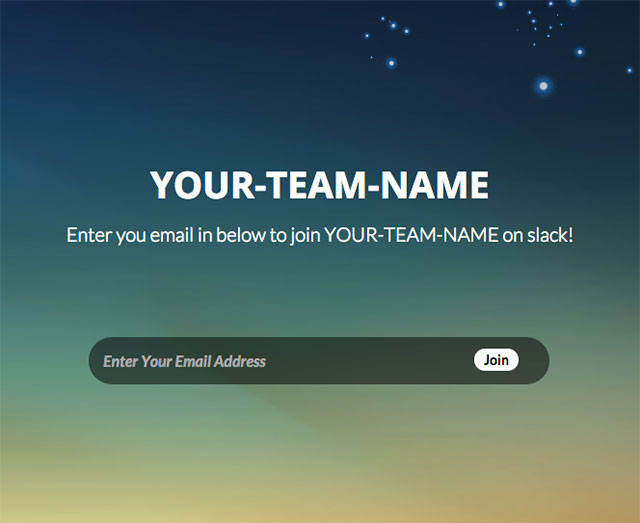 YOUR-TEAM-NAME
Enter you email in below to join YOUR-TEAM-NAME on slack!
Enter Your Email Address
Join